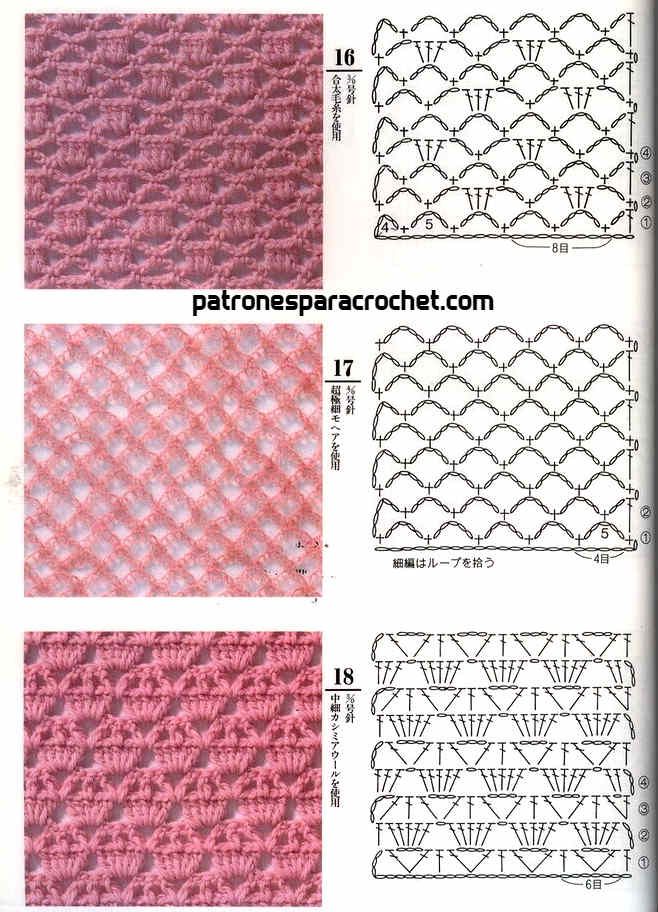 16
3/0号針
合太毛糸を使用
④
③
②
①
4
5
8目
patronesparacrochet.com
17
4/0号針
超極細モヘアを使用
②
①
5
4目
細編はループを拾う
18
3/0号針
中細カシミアウールを使用
④
③
②
①
6目